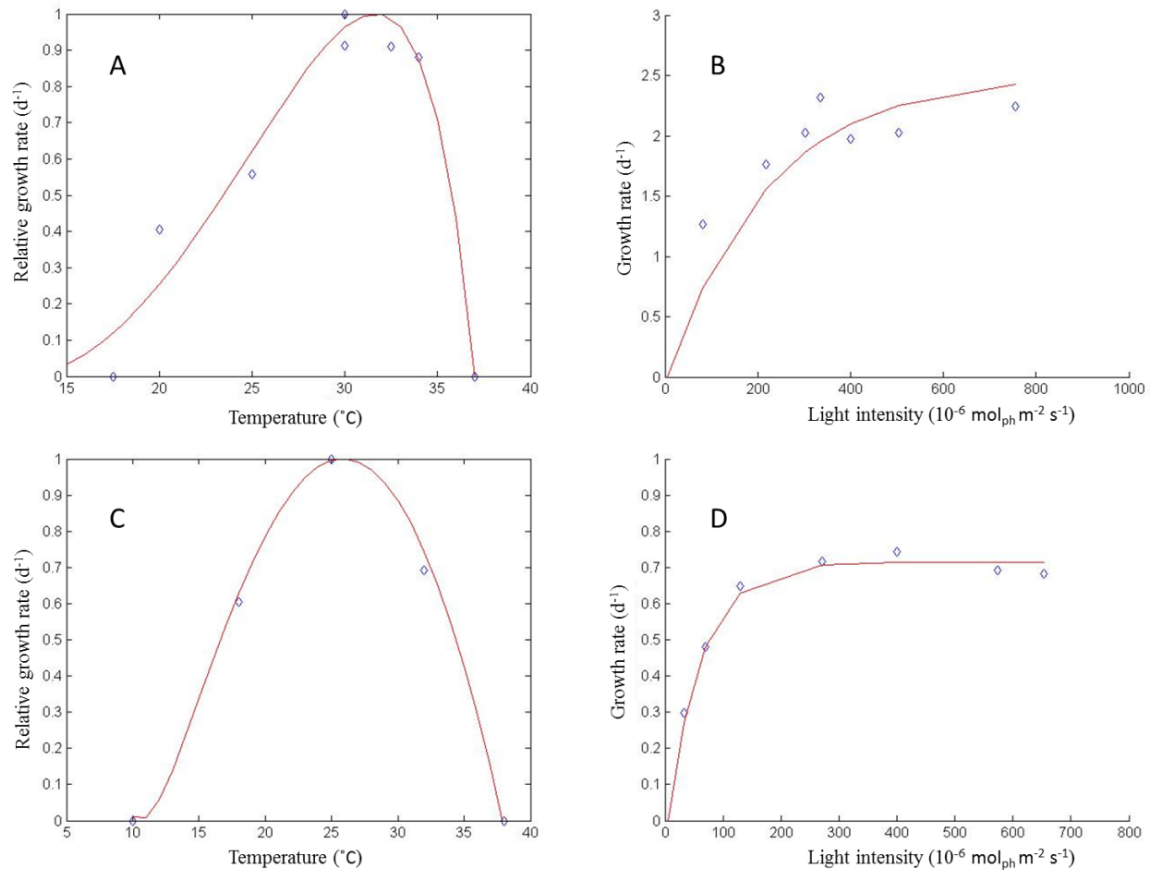 A
Relative growth rate (d⁻¹)
1
0.9
0.8
0.7
0.6
0.5
0.4
0.3
0.2
0.1
0
15 20 25 30 35 40
Temperature (˚C)
B
Growth rate (d⁻¹)
3
2.5
2
1.5
1
0.5
0
0 200 400 600 800 1000
Light intensity (10⁻⁶ molₚₕ m⁻² s⁻¹)
C
Relative growth rate (d⁻¹)
1
0.9
0.8
0.7
0.6
0.5
0.4
0.3
0.2
0.1
0
5 10 15 20 25 30 35 40
Temperature (˚C)
D
Growth rate (d⁻¹)
1
0.9
0.8
0.7
0.6
0.5
0.4
0.3
0.2
0.1
0
0 100 200 300 400 500 600 700 800
Light intensity (10⁻⁶ molₚₕ m⁻² s⁻¹)